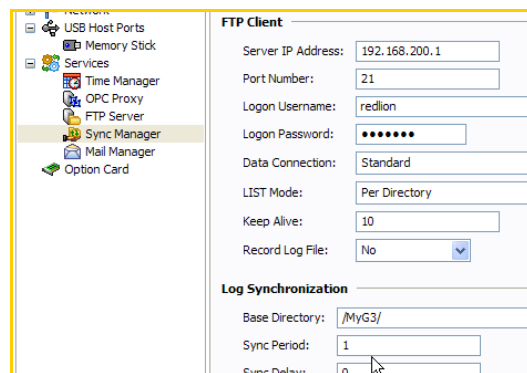 Network
USB Host Ports
Memory Stick
Services
Time Manager
OPC Proxy
FTP Server
Sync Manager
Mail Manager
Option Card
FTP Client
Server IP Address: 192.168.200.1
Port Number: 21
Logon Username: redlion
Logon Password: •••••••
Data Connection: Standard
LIST Mode: Per Directory
Keep Alive: 10
Record Log File: No
Log Synchronization
Base Directory: /MyG3/
Sync Period: 1
Sync Delay: 0